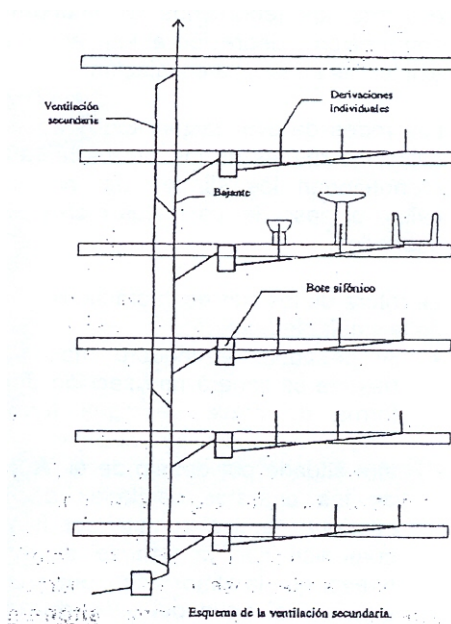 Ventilación
secundaria
Derivaciones
individuales
Bajante
Bote sifónico
Esquema de la ventilación secundaria.